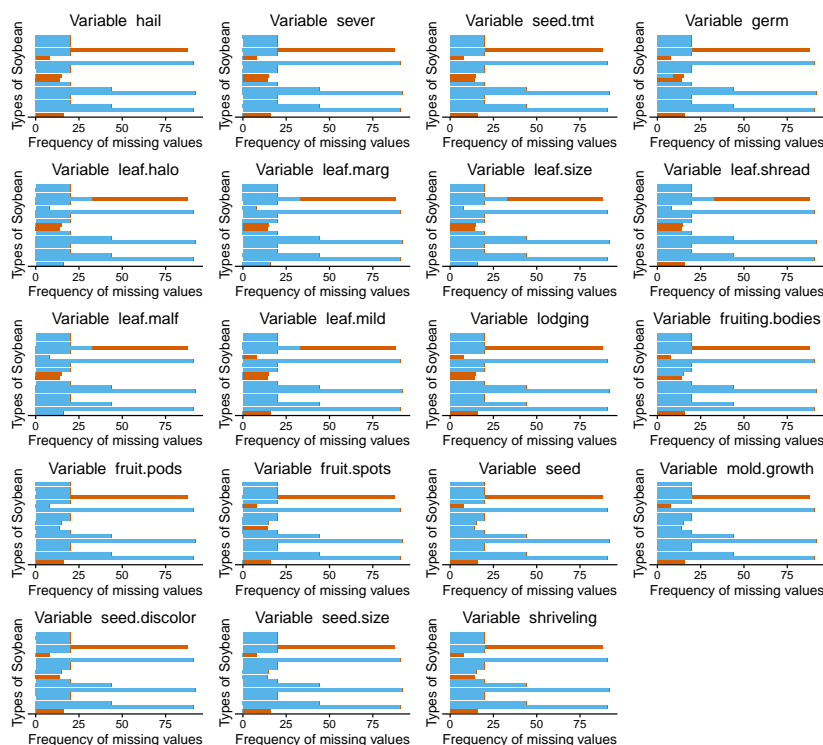 Variable hail
Variable sever
Variable seed.tmt
Variable germ
Types of Soybean
Types of Soybean
Types of Soybean
Types of Soybean
0 25 50 75
0 25 50 75
0 25 50 75
0 25 50 75
Frequency of missing values
Frequency of missing values
Frequency of missing values
Frequency of missing values
Variable leaf.halo
Variable leaf.marg
Variable leaf.size
Variable leaf.shread
Types of Soybean
Types of Soybean
Types of Soybean
Types of Soybean
0 25 50 75
0 25 50 75
0 25 50 75
0 25 50 75
Frequency of missing values
Frequency of missing values
Frequency of missing values
Frequency of missing values
Variable leaf.malf
Variable leaf.mild
Variable lodging
Variable fruiting.bodies
Types of Soybean
Types of Soybean
Types of Soybean
Types of Soybean
0 25 50 75
0 25 50 75
0 25 50 75
0 25 50 75
Frequency of missing values
Frequency of missing values
Frequency of missing values
Frequency of missing values
Variable fruit.pods
Variable fruit.spots
Variable seed
Variable mold.growth
Types of Soybean
Types of Soybean
Types of Soybean
Types of Soybean
0 25 50 75
0 25 50 75
0 25 50 75
0 25 50 75
Frequency of missing values
Frequency of missing values
Frequency of missing values
Frequency of missing values
Variable seed.discolor
Variable seed.size
Variable shriveling
Types of Soybean
Types of Soybean
Types of Soybean
0 25 50 75
0 25 50 75
0 25 50 75
Frequency of missing values
Frequency of missing values
Frequency of missing values